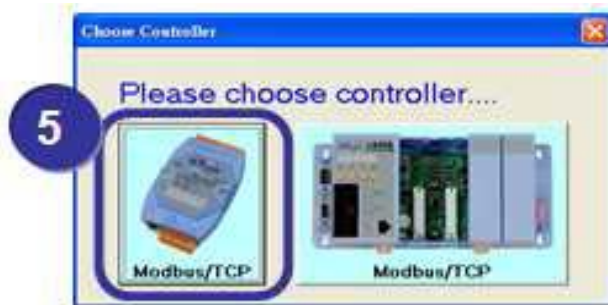 Choose Controller
Please choose controller....
5
Modbus/TCP
Modbus/TCP